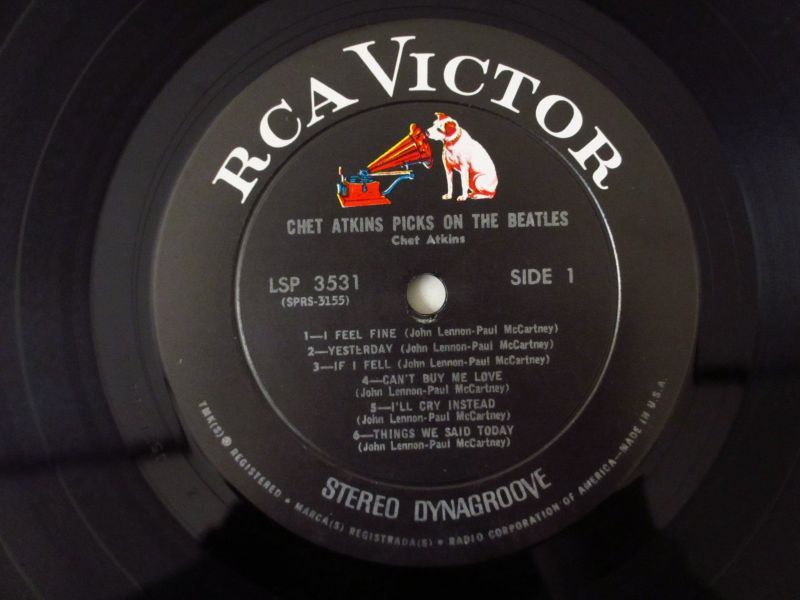 RCA VICTOR
CHET ATKINS PICKS ON THE BEATLES
Chet Atkins
LSP 3531
(SPRS-3155)
SIDE 1
1—I FEEL FINE (John Lennon-Paul McCartney)
2—YESTERDAY (John Lennon-Paul McCartney)
3—IF I FELL (John Lennon-Paul McCartney)
4—CAN'T BUY ME LOVE
(John Lennon-Paul McCartney)
5—I'LL CRY INSTEAD
(John Lennon-Paul McCartney)
6—THINGS WE SAID TODAY
(John Lennon-Paul McCartney)
STEREO DYNAGROOVE
TMK(S) ® REGISTERED • MARCA(S) REGISTRADA(S) • RADIO CORPORATION OF AMERICA—MADE IN U.S.A.